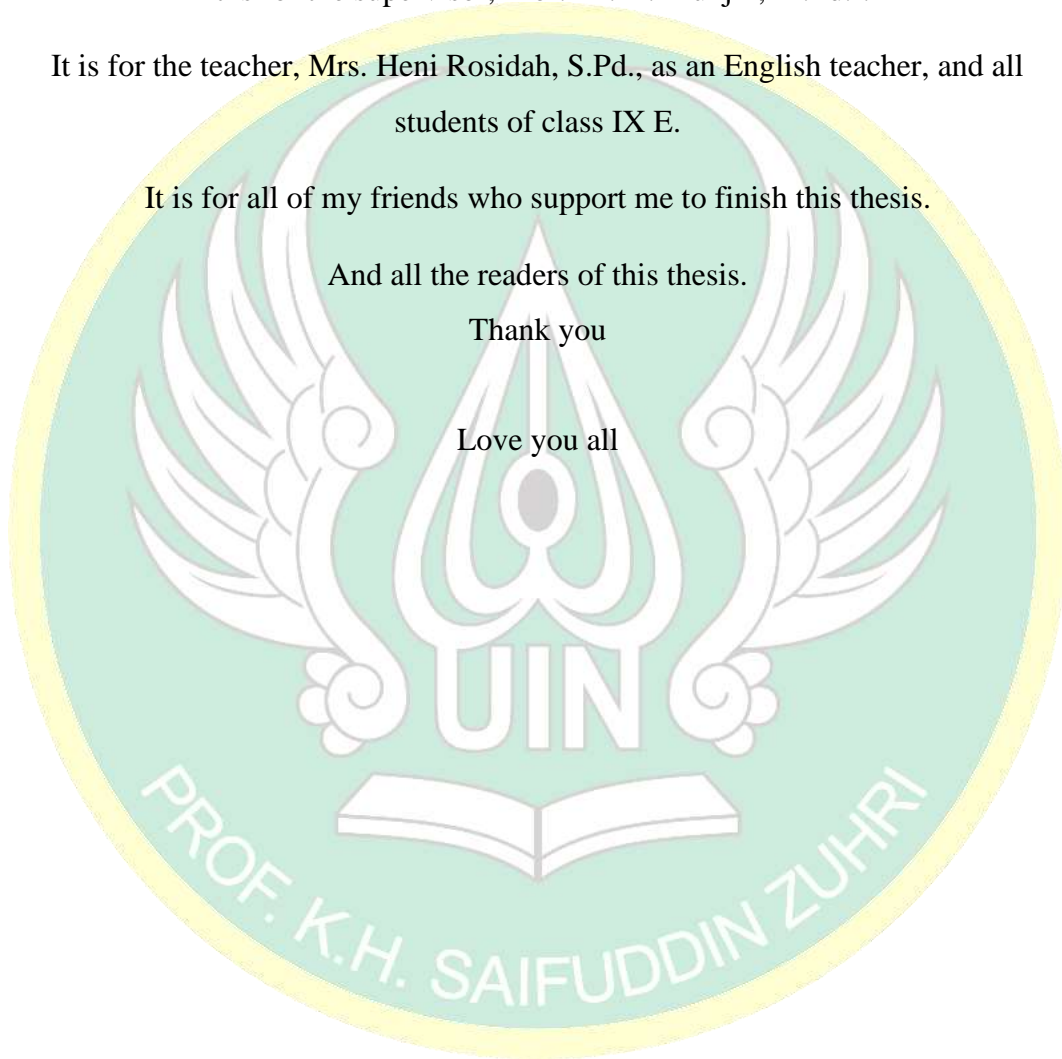 It is for the teacher, Mrs. Heni Rosidah, S.Pd., as an English teacher, and all
students of class IX E.
It is for all of my friends who support me to finish this thesis.
And all the readers of this thesis.
Thank you
Love you all
UIN
PROF. K.H. SAIFUDDIN ZUHRI